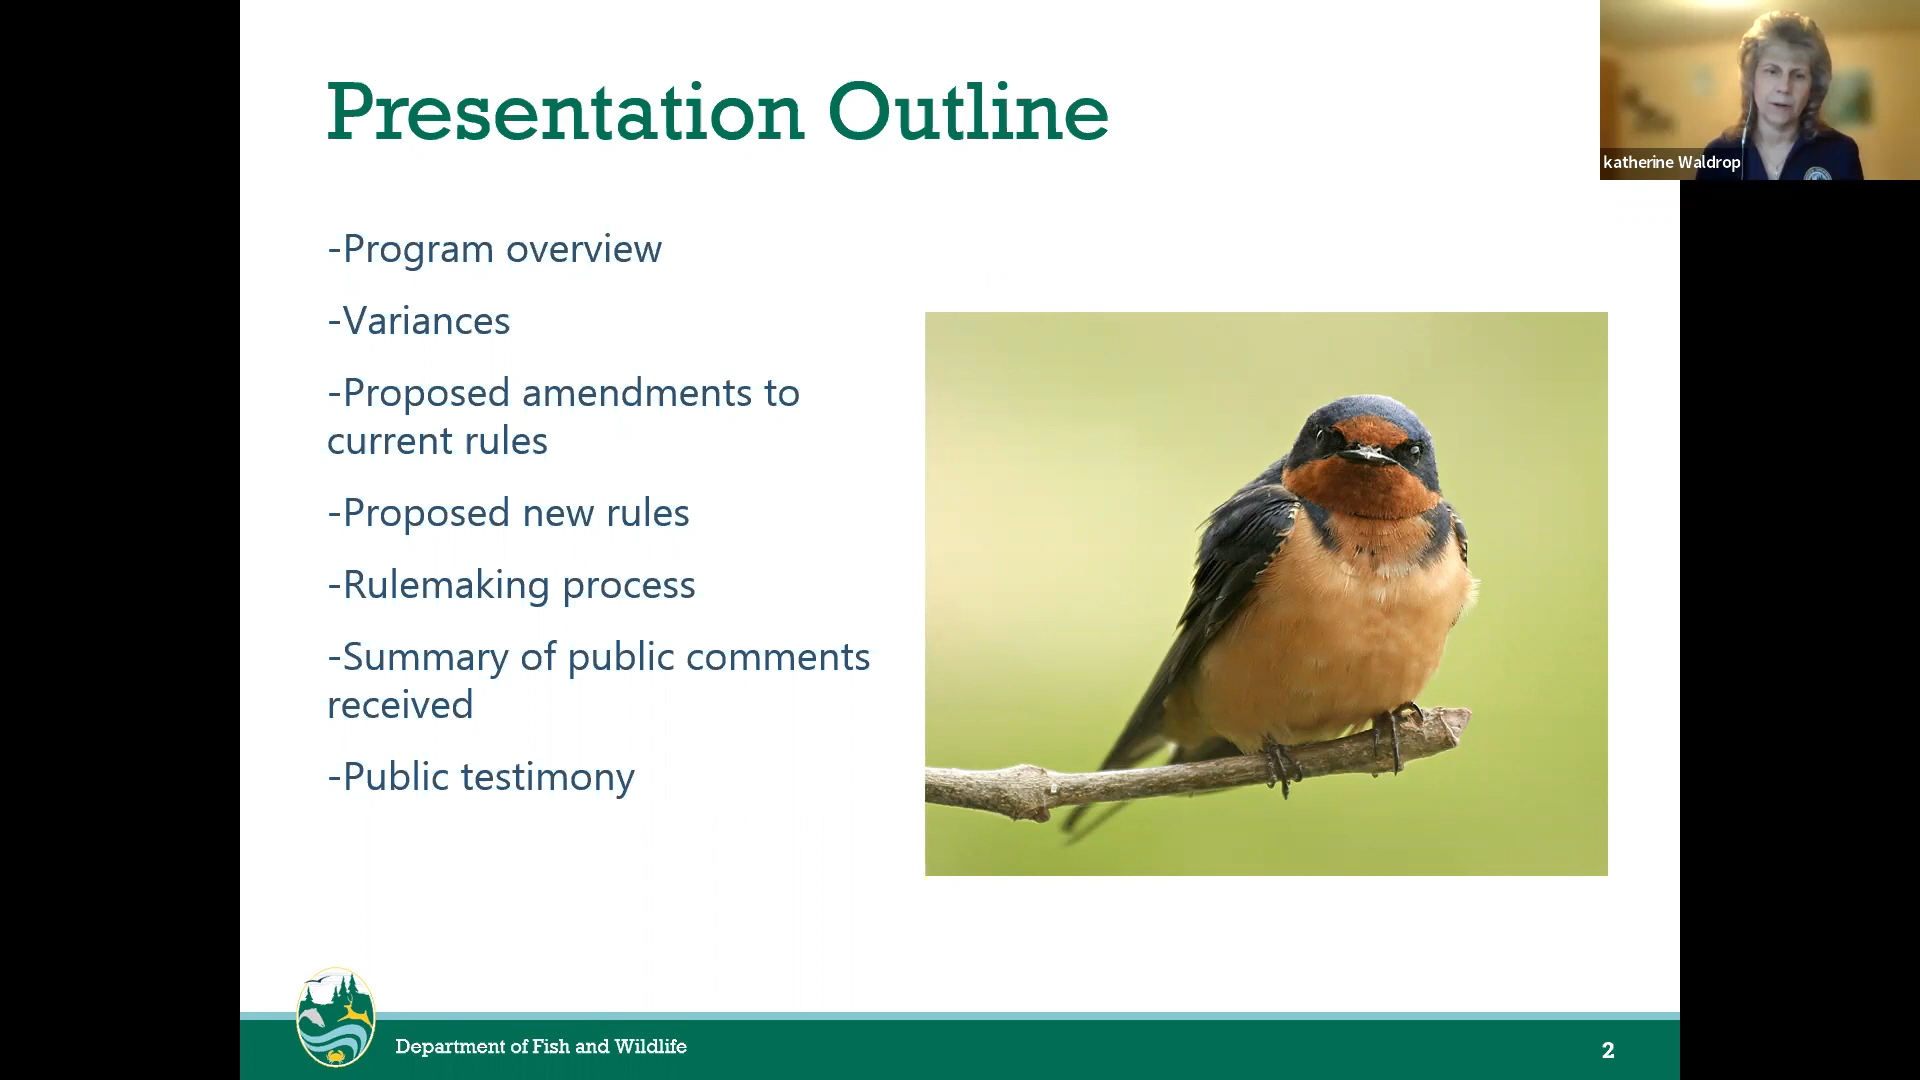 Presentation Outline
katherine Waldrop
-Program overview
-Variances
-Proposed amendments to
current rules
-Proposed new rules
-Rulemaking process
-Summary of public comments
received
-Public testimony
Department of Fish and Wildlife
2